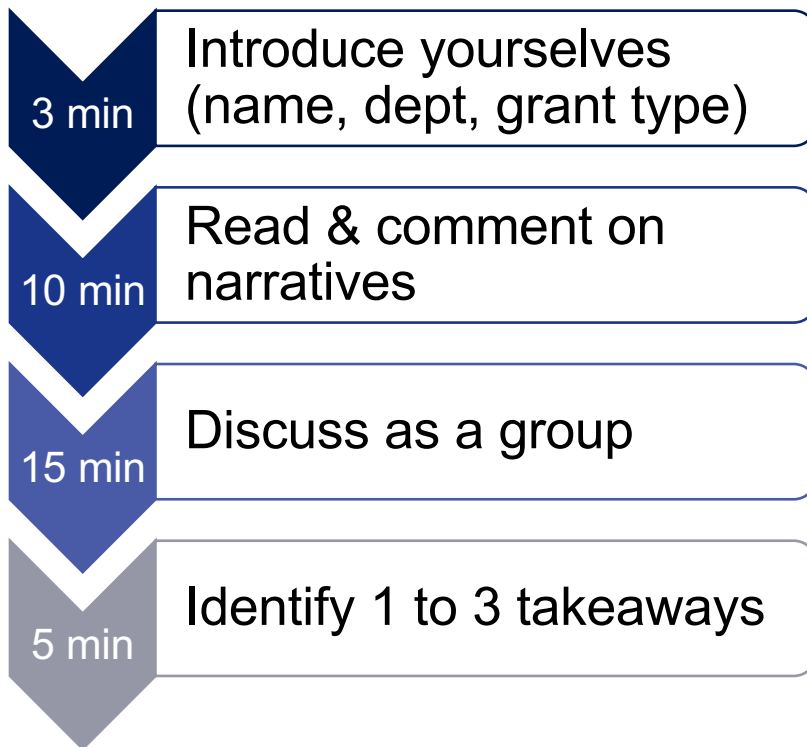 3 min
Introduce yourselves
(name, dept, grant type)
10 min
Read & comment on
narratives
15 min
Discuss as a group
5 min
Identify 1 to 3 takeaways